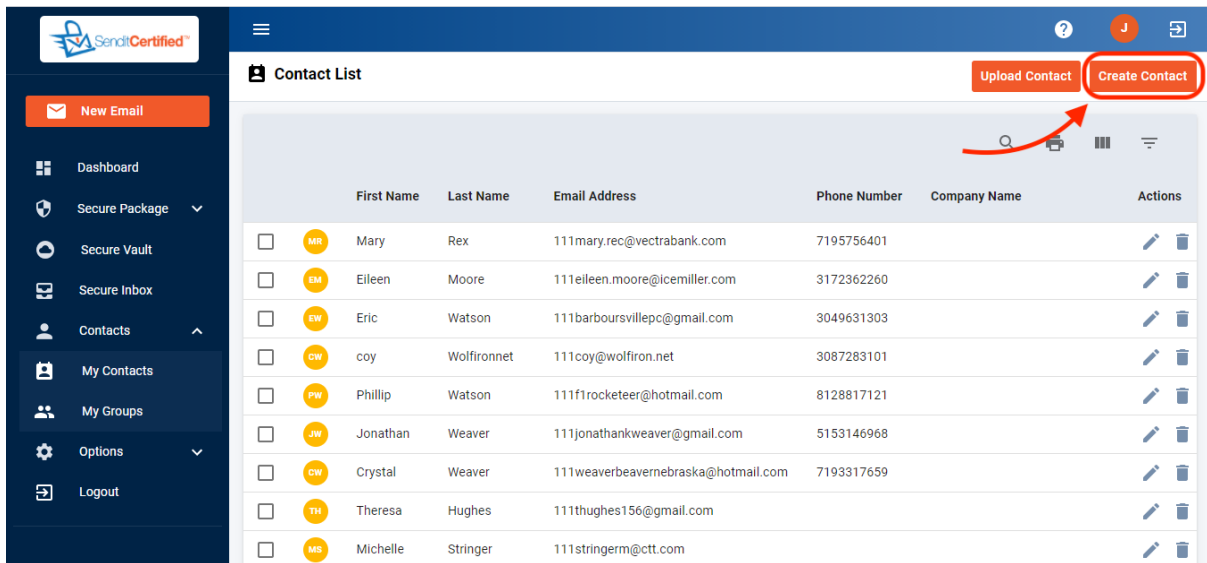 SenditCertified™
J
Contact List
Upload Contact
Create Contact
New Email
Dashboard
Secure Package
Secure Vault
Secure Inbox
Contacts
My Contacts
My Groups
Options
Logout
First Name Last Name Email Address Phone Number Company Name Actions
MR Mary Rex 111mary.rec@vectrabank.com 7195756401
EM Eileen Moore 111eileen.moore@icemiller.com 3172362260
EW Eric Watson 111barboursvillepc@gmail.com 3049631303
CW coy Wolfironnet 111coy@wolfiron.net 3087283101
PW Phillip Watson 111f1rocketeer@hotmail.com 8128817121
JW Jonathan Weaver 111jonathankweaver@gmail.com 5153146968
CW Crystal Weaver 111weaverbeavernebraska@hotmail.com 7193317659
TH Theresa Hughes 111thughes156@gmail.com
MS Michelle Stringer 111stringerm@ctt.com